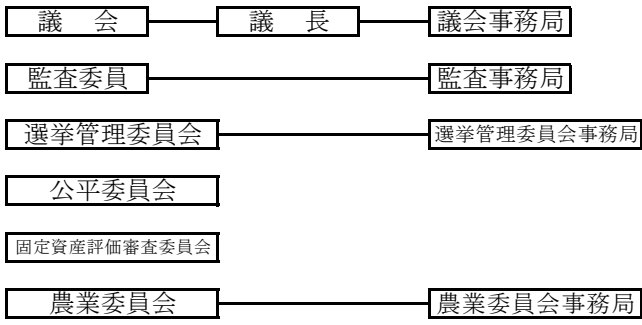 議　会 議　長 議会事務局
監査委員 監査事務局
選挙管理委員会 選挙管理委員会事務局
公平委員会
固定資産評価審査委員会
農業委員会 農業委員会事務局